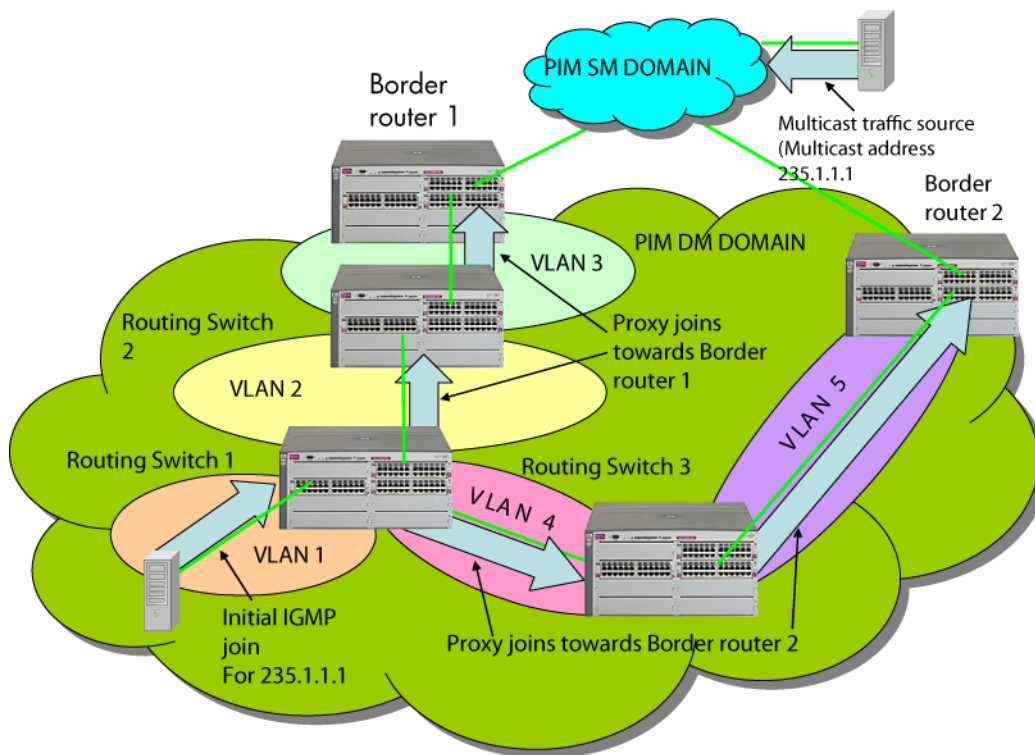 PIM SM DOMAIN
Border
router 1
Multicast traffic source
(Multicast address
235.1.1.1
Border
router 2
PIM DM DOMAIN
VLAN 3
Routing Switch
2
Proxy joins
towards Border
router 1
VLAN 2
VLAN 5
Routing Switch 1
Routing Switch 3
VLAN 4
VLAN 1
Initial IGMP
join
For 235.1.1.1
Proxy joins towards Border router 2